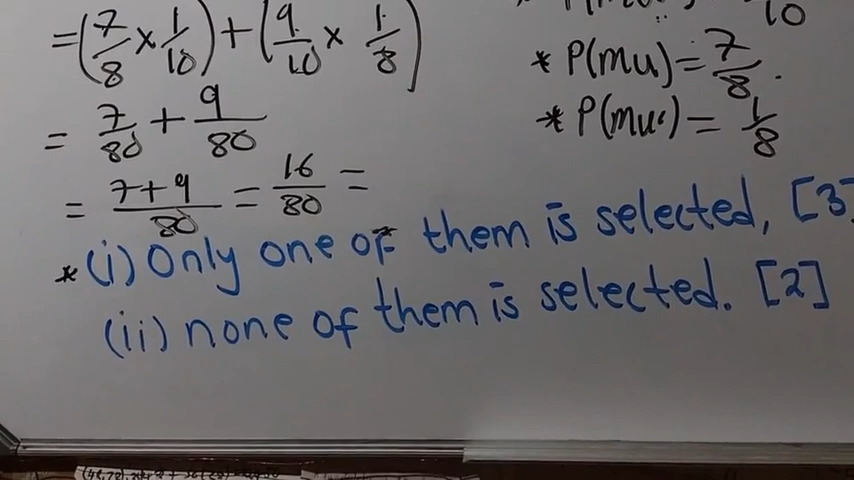 = (7/8 × 1/10) + (9/10 × 1/8)
= 7/80 + 9/80
= 7+9/80 = 16/80 =
10
* P(mu) = 7/8.
* P(mu') = 1/8
* (i) Only one of them is selected, [3]
(ii) none of them is selected. [2]